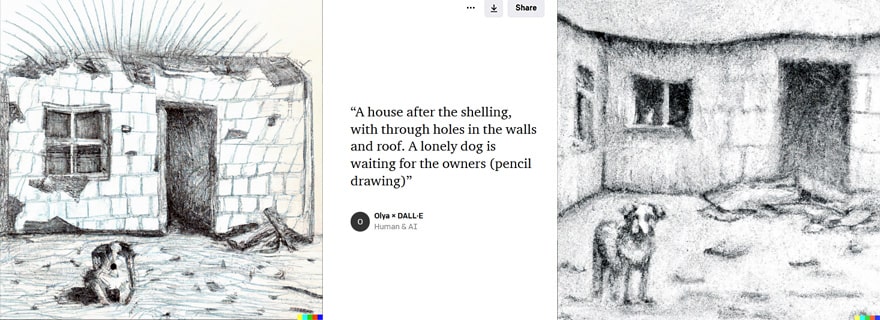 Share
“A house after the shelling,
with through holes in the walls
and roof. A lonely dog is
waiting for the owners (pencil
drawing)”
O
Olya × DALL·E
Human & AI